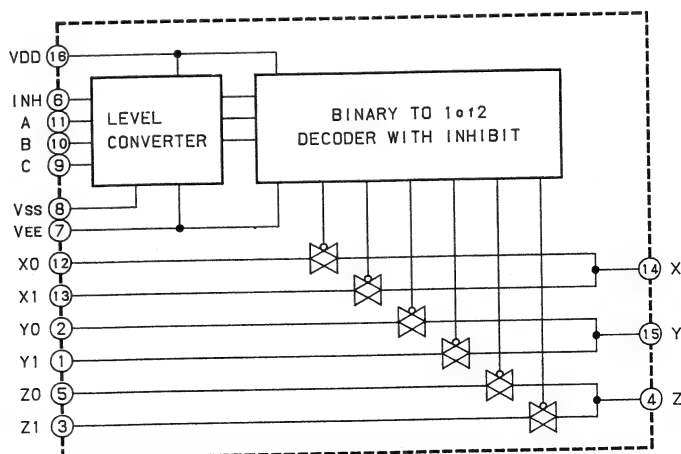 VDD 16
INH 6
A 11
B 10
C 9
VSS 8
VEE 7
LEVEL
CONVERTER
BINARY TO 1of2
DECODER WITH INHIBIT
X0 12
X1 13
14 X
Y0 2
Y1 1
15 Y
Z0 5
Z1 3
4 Z